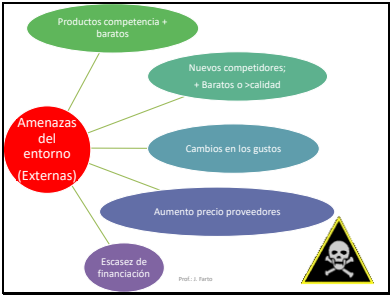 Productos competencia +
baratos
Nuevos competidores;
+ Baratos o >calidad
Amenazas
del
entorno
(Externas)
Cambios en los gustos
Aumento precio proveedores
Escasez de
financiación
Prof.: J. Farto